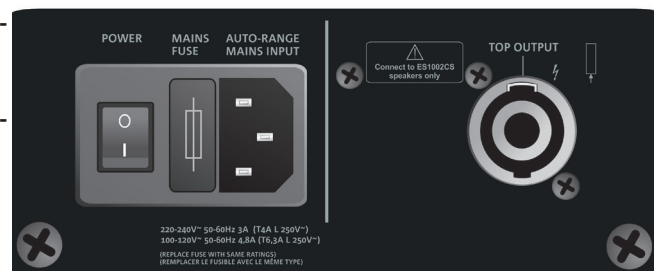 POWER
MAINS
FUSE
AUTO-RANGE
MAINS INPUT
220-240V~ 50-60Hz 3A (T4A L 250V~)
100-120V~ 50-60Hz 4,8A (T6,3A L 250V~)
(REPLACE FUSE WITH SAME RATINGS)
(REMPLACER LE FUSIBLE AVEC LE MÊME TYPE)
Connect to ES1002CS
speakers only
TOP OUTPUT